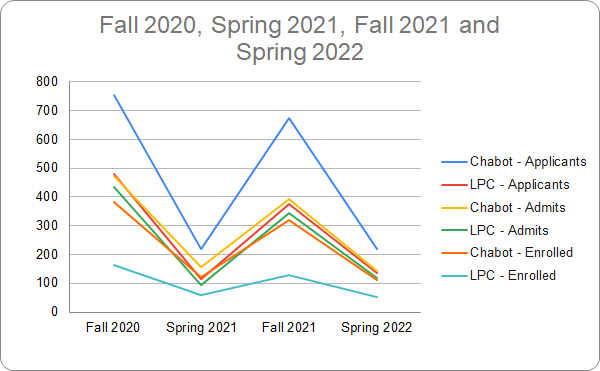 Fall 2020, Spring 2021, Fall 2021 and
Spring 2022
800
700
600
500
400
300
200
100
0
Fall 2020 Spring 2021 Fall 2021 Spring 2022
Chabot - Applicants
LPC - Applicants
Chabot - Admits
LPC - Admits
Chabot - Enrolled
LPC - Enrolled